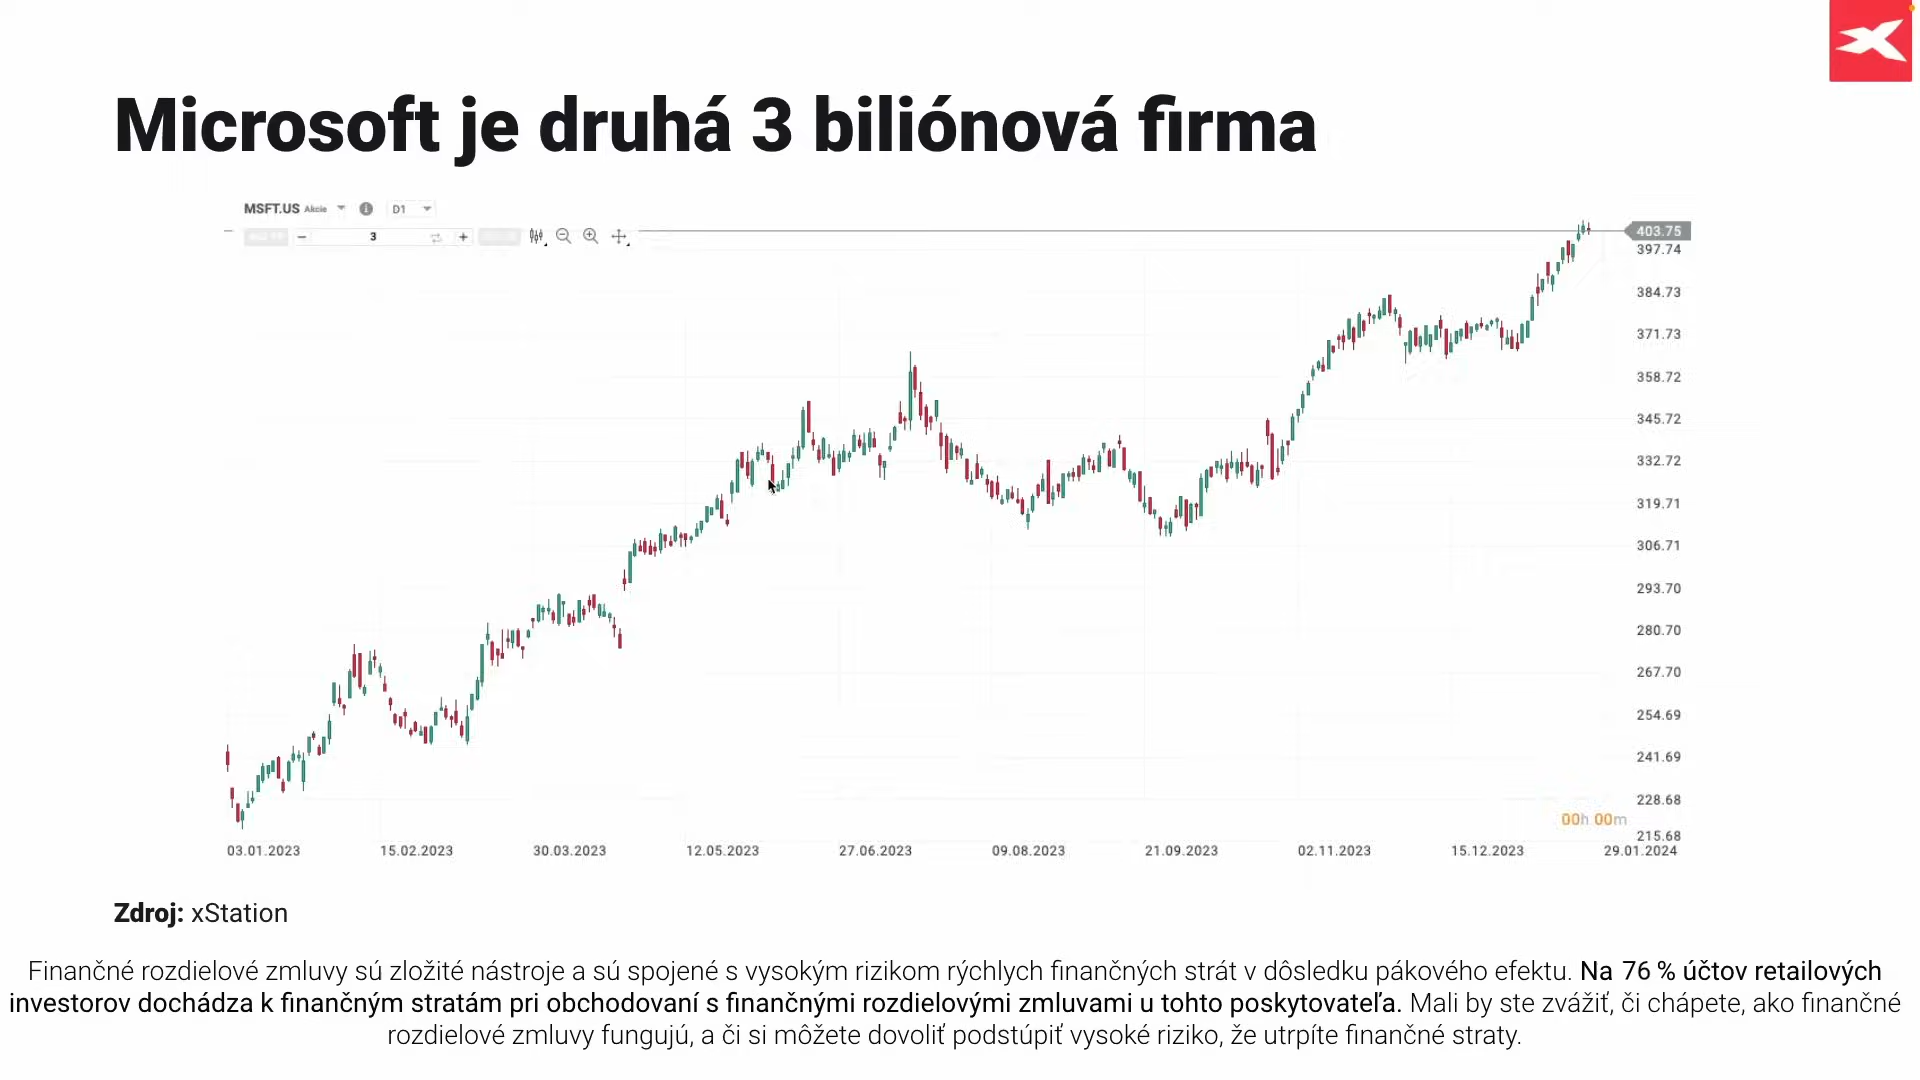 Microsoft je druhá 3 biliónová firma
MSFT.US Akcie D1
3
403.75
397.74
384.73
371.73
358.72
345.72
332.72
319.71
306.71
293.70
280.70
267.70
254.69
241.69
228.68
00h 00m
215.68
03.01.2023 15.02.2023 30.03.2023 12.05.2023 27.06.2023 09.08.2023 21.09.2023 02.11.2023 15.12.2023 29.01.2024
Zdroj: xStation
Finančné rozdielové zmluvy sú zložité nástroje a sú spojené s vysokým rizikom rýchlych finančných strát v dôsledku pákového efektu. Na 76 % účtov retailových
investorov dochádza k finančným stratám pri obchodovaní s finančnými rozdielovými zmluvami u tohto poskytovateľa. Mali by ste zvážiť, či chápete, ako finančné
rozdielové zmluvy fungujú, a či si môžete dovoliť podstúpiť vysoké riziko, že utrpíte finančné straty.